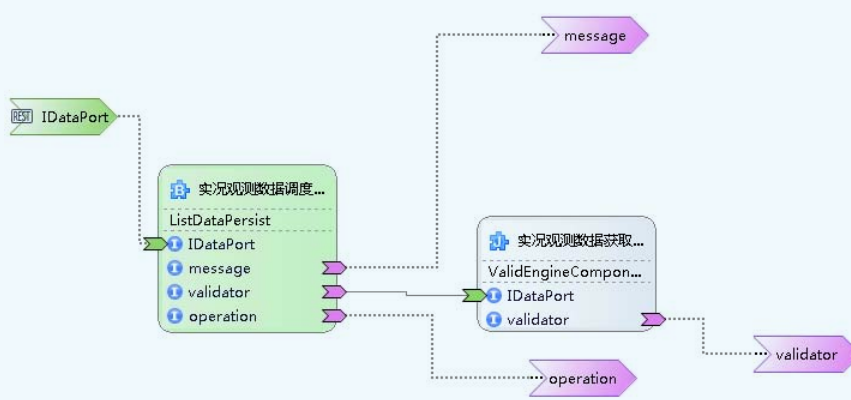 message
REST IDataPort
实况观测数据调度...
ListDataPersist
IDataPort
message
validator
operation
实况观测数据获取...
ValidEngineCompon...
IDataPort
validator
validator
operation